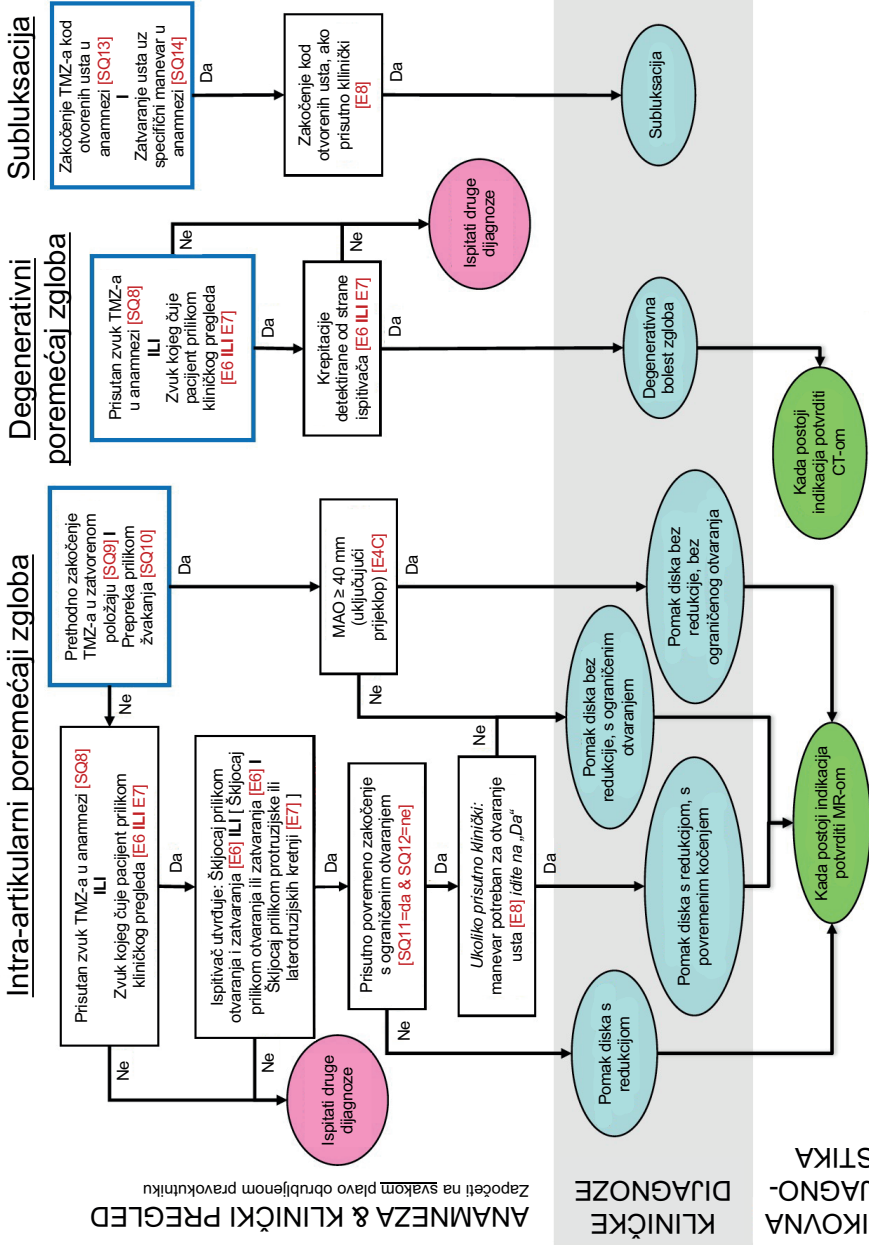 Intra-artikularni poremećaji zgloba
Degenerativni
poremećaj zgloba
Subluksacija
ANAMNEZA & KLINIČKI PREGLED
Započeti na svakom plavo obrubljenom pravokutniku
Prethodno zakočenje
TMZ-a u zatvorenom
položaju [SQ9] I
Prepreka prilikom
žvakanja [SQ10]
Ne
Da
Prisutan zvuk TMZ-a u anamnezi [SQ8]
ILI
Zvuk kojeg čuje pacijent prilikom
kliničkog pregleda [E6 ILI E7]
Ne
Da
Ispitivač utvrđuje: Škljocaj prilikom
otvaranja i zatvaranja [E6] ILI [ Škljocaj
prilikom otvaranja ili zatvaranja [E6] I
Škljocaj prilikom protruzijske ili
laterotruzijskih kretnji [E7] ]
Ne
Da
Ispitati druge
dijagnoze
Prisutno povremeno zakočenje
s ograničenim otvaranjem
[SQ11=da & SQ12=ne]
Ne
Da
MAO ≥ 40 mm
(uključujući
prijeklop) [E4C]
Ne
Da
Ukoliko prisutno klinički:
manevar potreban za otvaranje
usta [E8] idite na „Da“
Ne
Da
Prisutan zvuk TMZ-a
u anamnezi [SQ8]
ILI
Zvuk kojeg čuje
pacijent prilikom
kliničkog pregleda
[E6 ILI E7]
Ne
Da
Krepitacije
detektirane od strane
ispitivača [E6 ILI E7]
Ne
Da
Ispitati druge
dijagnoze
Zakočenje TMZ-a kod
otvorenih usta u
anamnezi [SQ13]
I
Zatvaranje usta uz
specifični manevar u
anamnezi [SQ14]
Da
Zakočenje kod
otvorenih usta, ako
prisutno kllinički
[E8]
Da
KLINIČKE
DIJAGNOZE
Pomak diska s
redukcijom
Pomak diska s redukcijom, s
povremenim kočenjem
Pomak diska bez
redukcije, s ograničenim
otvaranjem
Pomak diska bez
redukcije, bez
ograničenog otvaranja
Degenerativna
bolest zgloba
Subluksacija
IKOVNA
JAGNO-
STIKA
Kada postoji indikacija
potvrditi MR-om
Kada postoji
indikacija potvrditi
CT-om